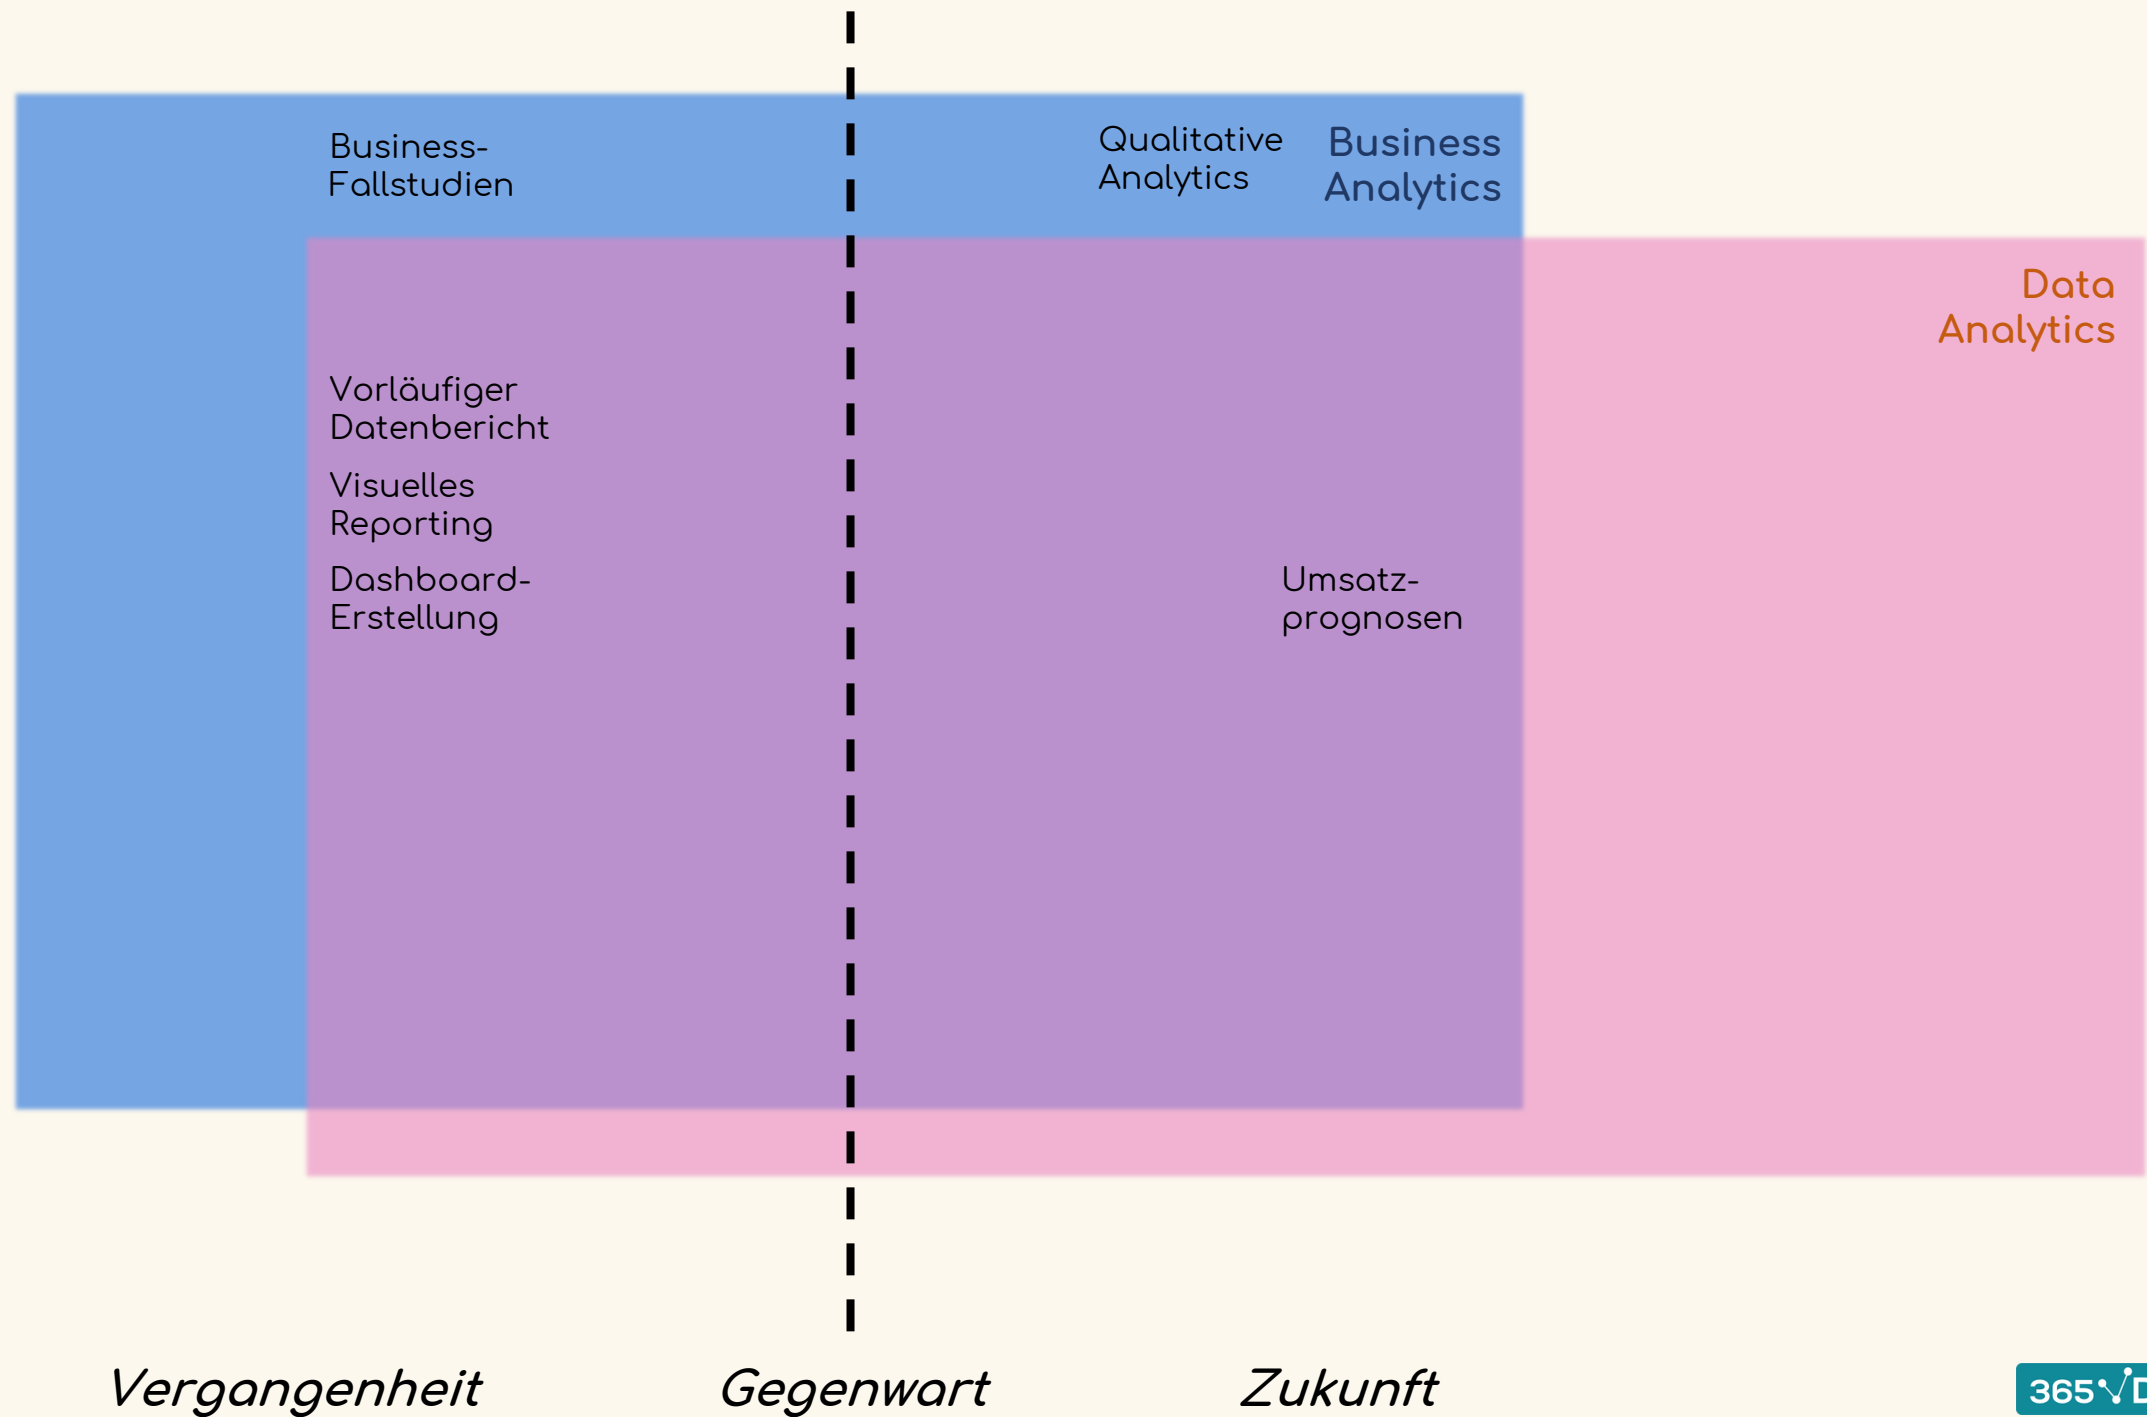 Business-
Fallstudien
Qualitative
Analytics
Business
Analytics
Data
Analytics
Vorläufiger
Datenbericht
Visuelles
Reporting
Dashboard-
Erstellung
Umsatz-
prognosen
Vergangenheit
Gegenwart
Zukunft
365 D